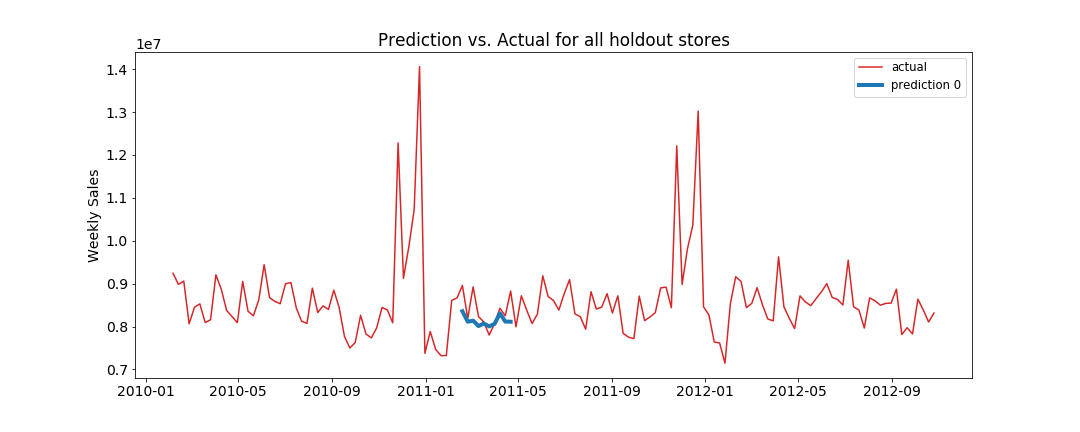 Prediction vs. Actual for all holdout stores
1e7
actual
prediction 0
1.4
1.3
1.2
1.1
1.0
0.9
0.8
0.7
Weekly Sales
2010-01 2010-05 2010-09 2011-01 2011-05 2011-09 2012-01 2012-05 2012-09